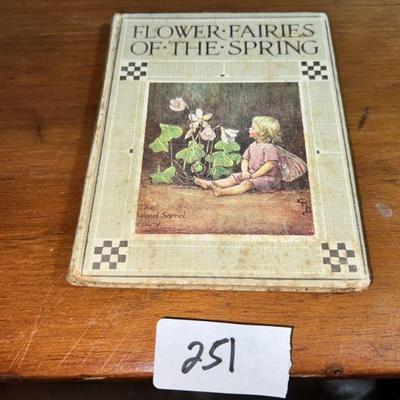 FLOWER·FAIRIES
OF·THE·SPRING
The
Wood Sorrel
Fairy.
251